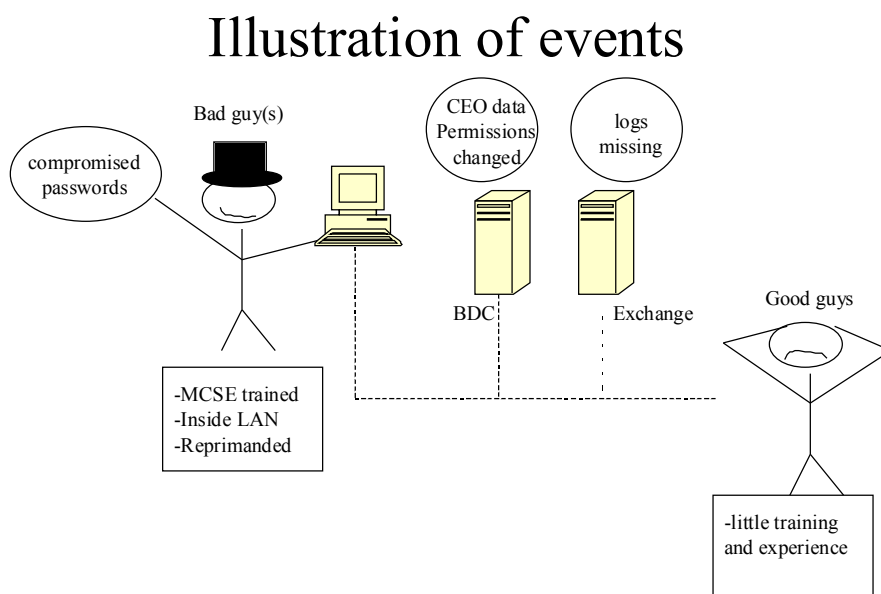 Illustration of events
Bad guy(s)
compromised
passwords
CEO data
Permissions
changed
logs
missing
BDC
Exchange
Good guys
-MCSE trained
-Inside LAN
-Reprimanded
-little training
and experience